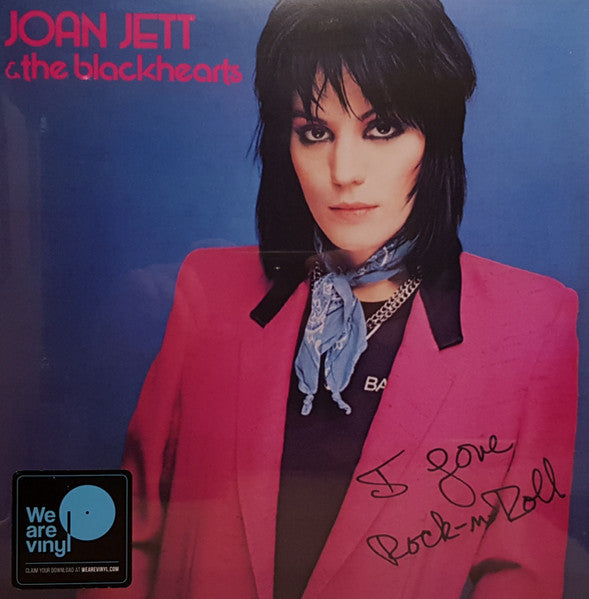 JOAN JETT
& the blackhearts
BA
I Love
Rock-n Roll
We
are
vinyl
CLAIM YOUR DOWNLOAD AT WEAREVINYL.COM